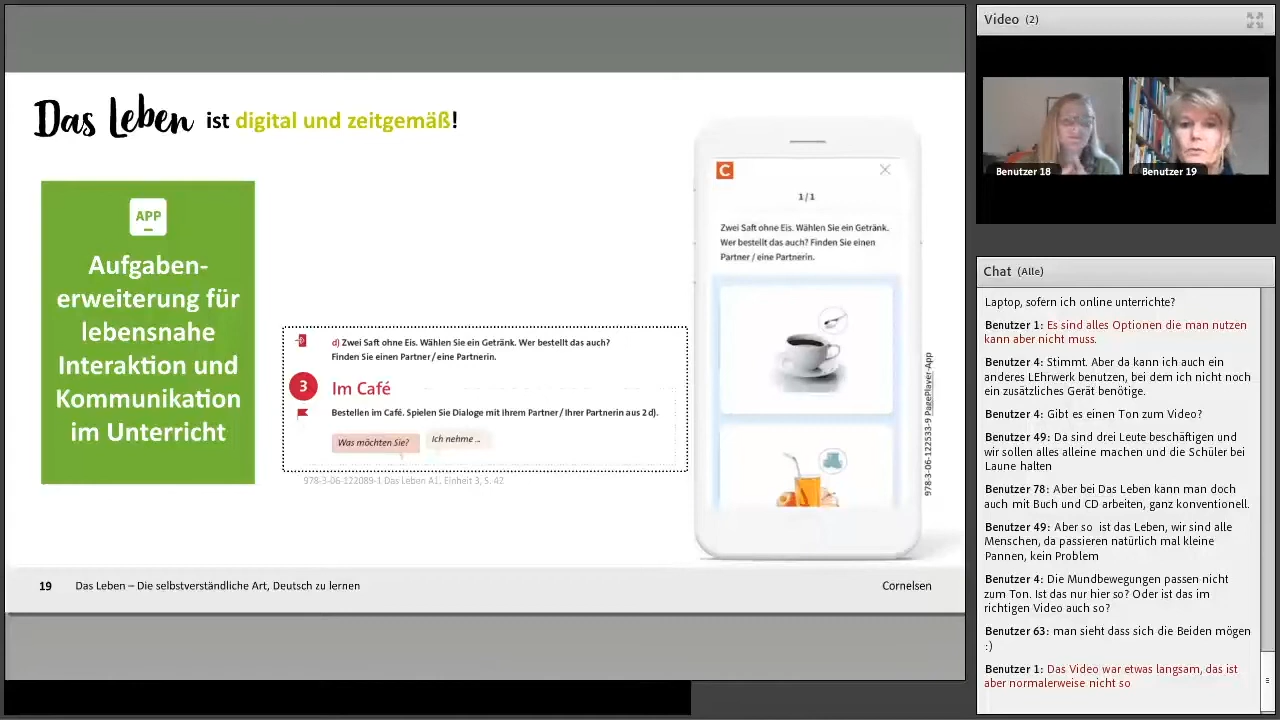 Das Leben ist digital und zeitgemäß!
APP
Aufgaben-
erweiterung für
lebensnahe
Interaktion und
Kommunikation
im Unterricht
d) Zwei Saft ohne Eis. Wählen Sie ein Getränk. Wer bestellt das auch?
Finden Sie einen Partner / eine Partnerin.
3 Im Café
Bestellen im Café. Spielen Sie Dialoge mit Ihrem Partner / Ihrer Partnerin aus 2 d).
Was möchten Sie? Ich nehme ...
978-3-06-122089-1 Das Leben A1. Einheit 3, S. 42
C
1/1
Zwei Saft ohne Eis. Wählen Sie ein Getränk.
Wer bestellt das auch? Finden Sie einen
Partner / eine Partnerin.
978-3-06-122533-9 PagePlayer-App
19 Das Leben – Die selbstverständliche Art, Deutsch zu lernen Cornelsen
Video (2)
Benutzer 18 Benutzer 19
Chat (Alle)
Laptop, sofern ich online unterrichte?
Benutzer 1: Es sind alles Optionen die man nutzen
kann aber nicht muss.
Benutzer 4: Stimmt. Aber da kann ich auch ein
anderes LEhrwerk benutzen, bei dem ich nicht noch
ein zusätzliches Gerät benötige.
Benutzer 4: Gibt es einen Ton zum Video?
Benutzer 49: Da sind drei Leute beschäftigen und
wir sollen alles alleine machen und die Schüler bei
Laune halten
Benutzer 78: Aber bei Das Leben kann man doch
auch mit Buch und CD arbeiten, ganz konventionell.
Benutzer 49: Aber so ist das Leben, wir sind alle
Menschen, da passieren natürlich mal kleine
Pannen, kein Problem
Benutzer 4: Die Mundbewegungen passen nicht
zum Ton. Ist das nur hier so? Oder ist das im
richtigen Video auch so?
Benutzer 63: man sieht dass sich die Beiden mögen
:)
Benutzer 1: Das Video war etwas langsam, das ist
aber normalerweise nicht so